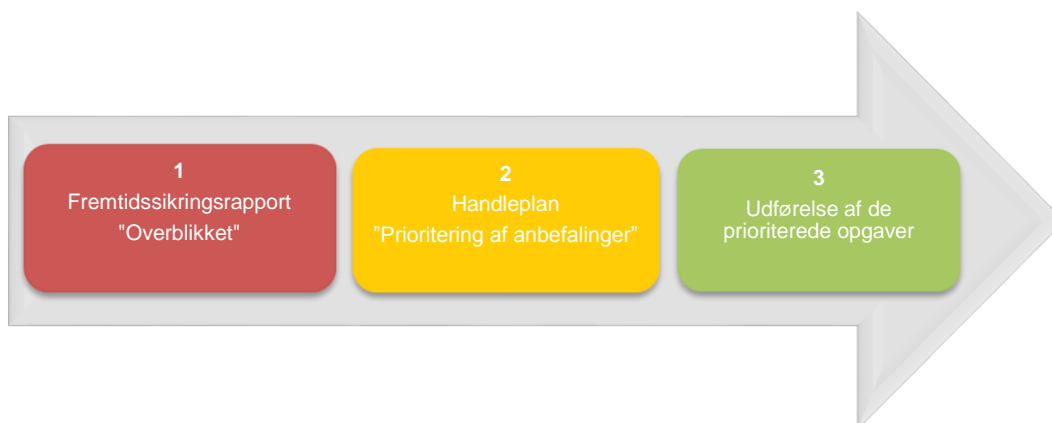 1
Fremtidssikringsrapport
"Overblikket"
2
Handleplan
”Prioritering af anbefalinger”
3
Udførelse af de
prioriterede opgaver